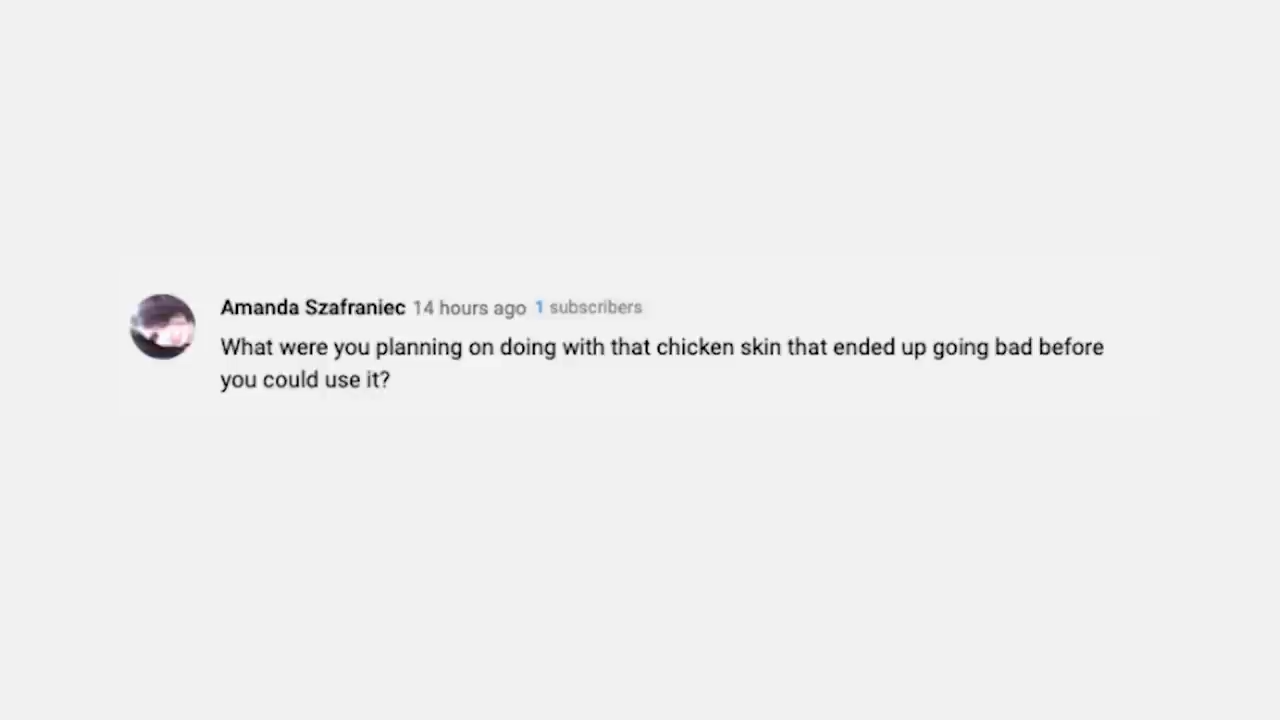 Amanda Szafraniec 14 hours ago 1 subscribers
What were you planning on doing with that chicken skin that ended up going bad before
you could use it?